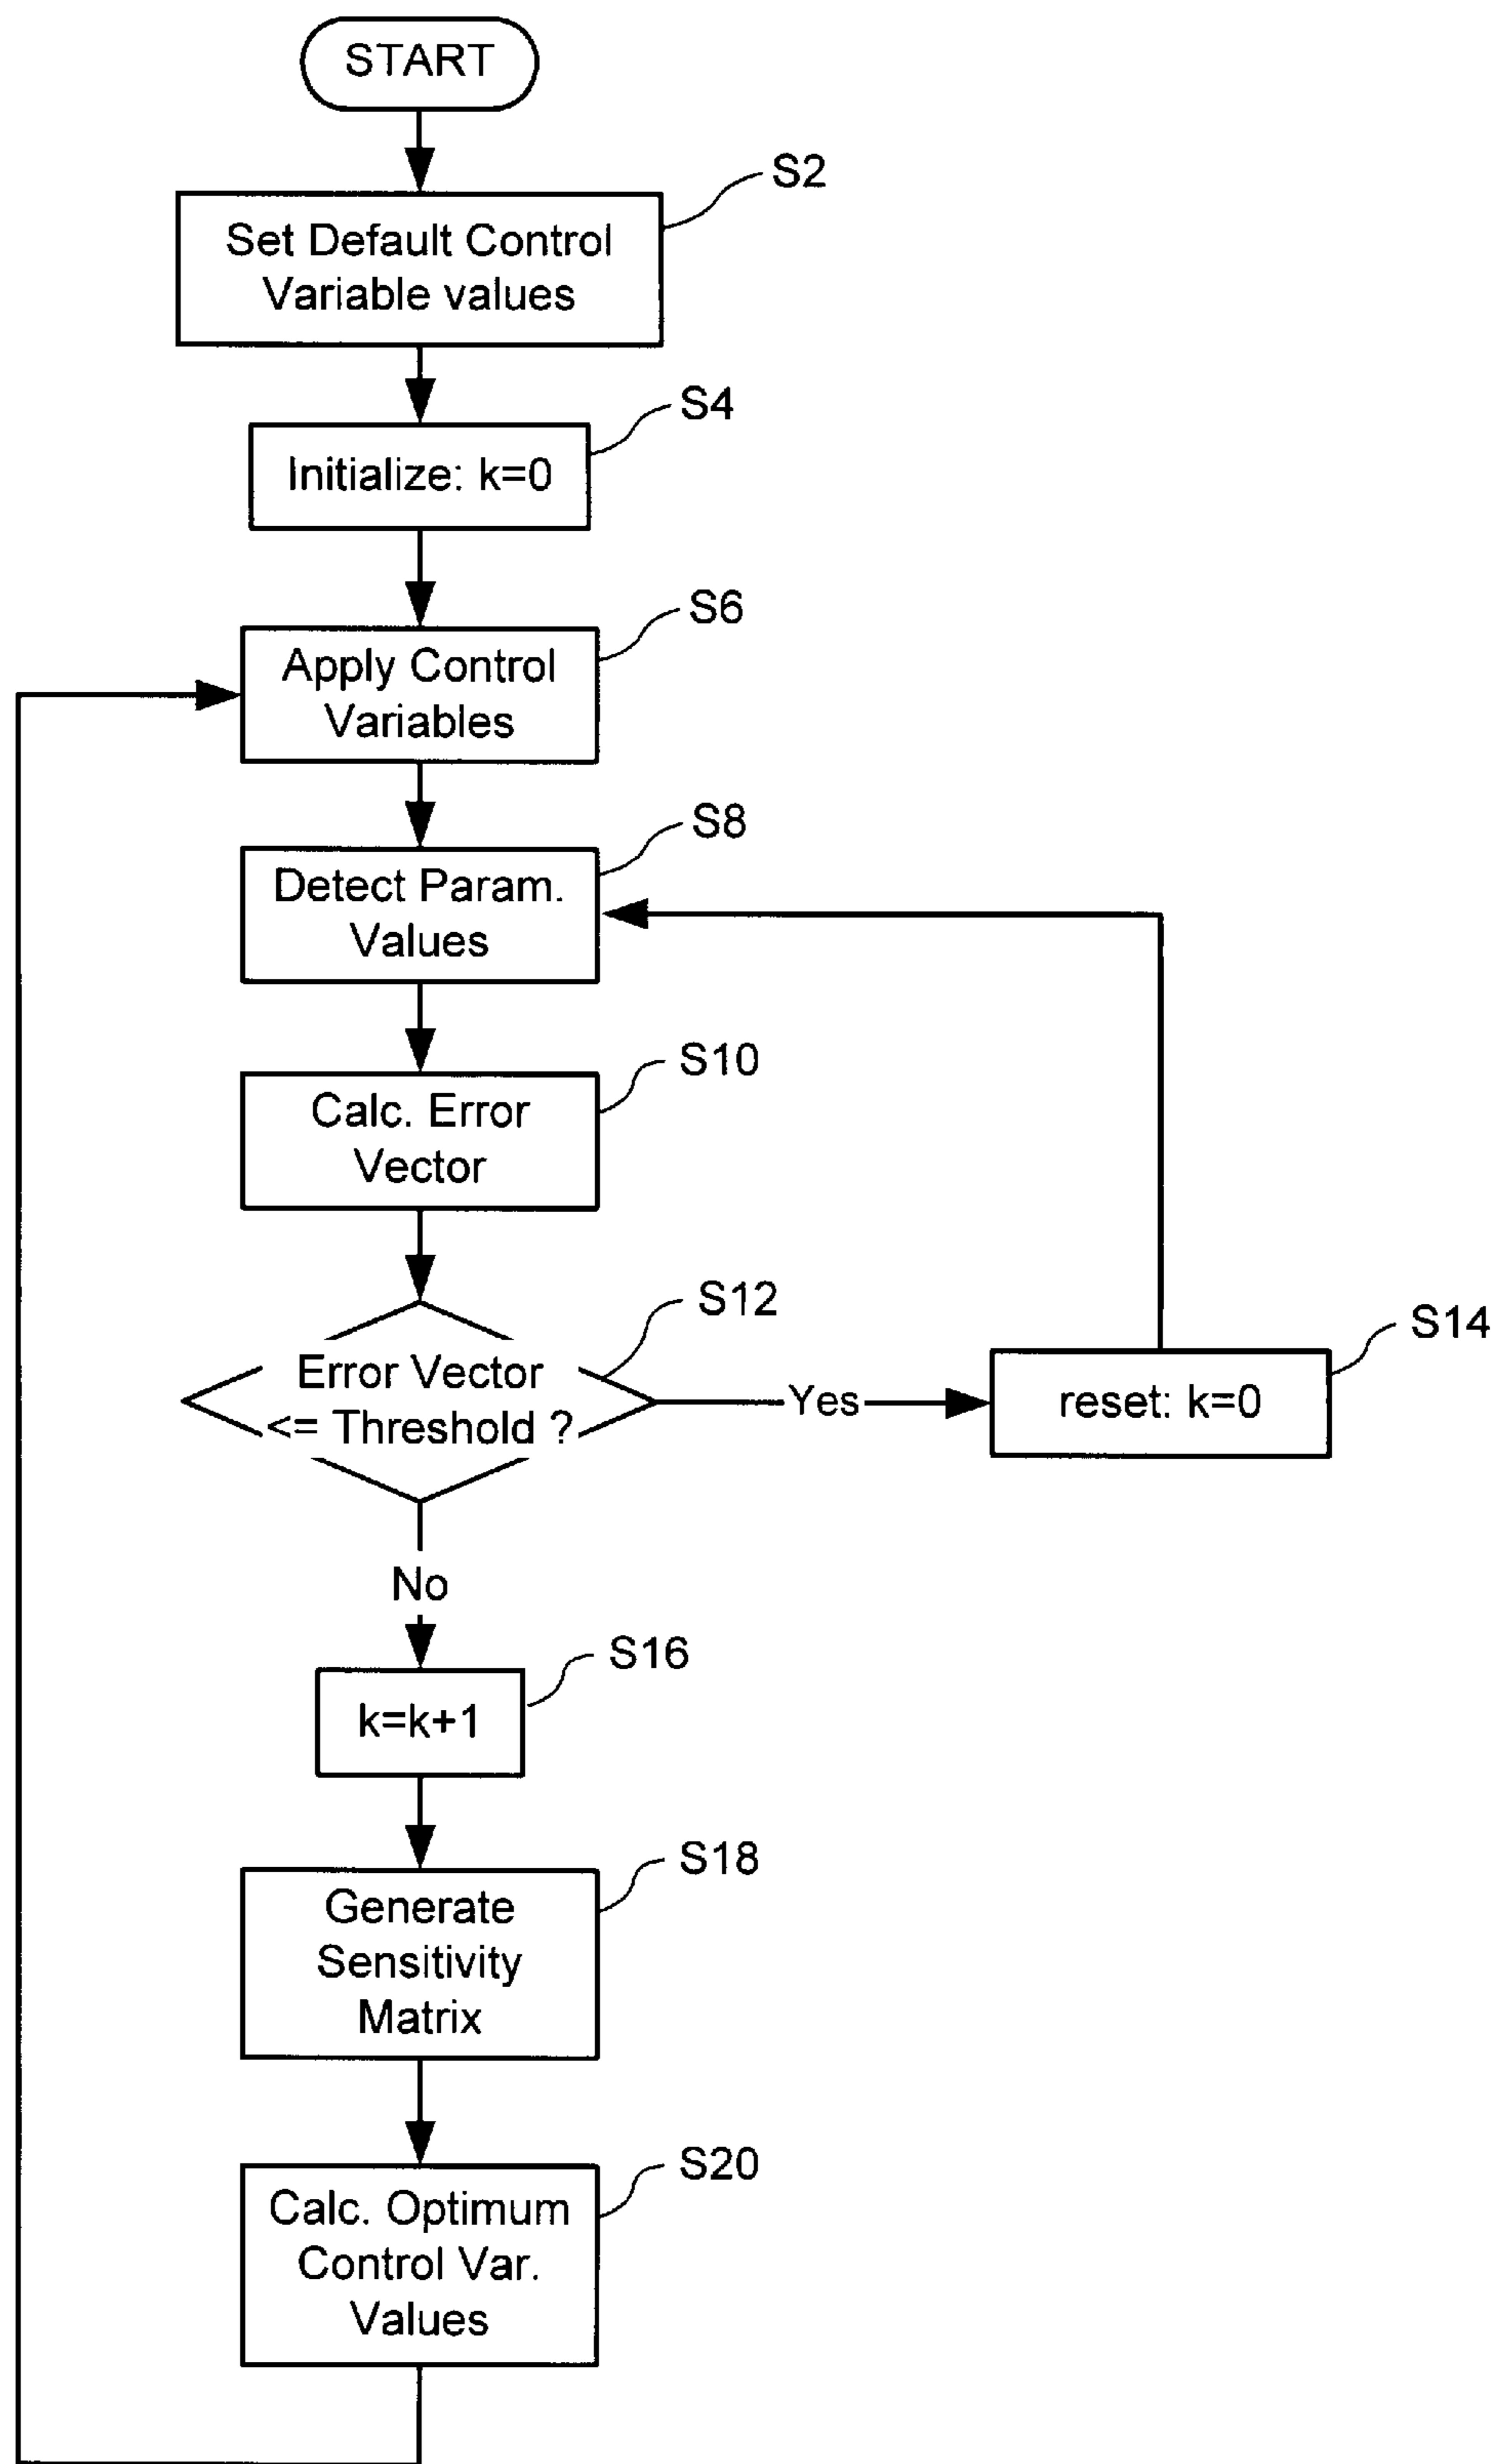 START
S2
Set Default Control
Variable values
S4
Initialize: k=0
S6
Apply Control
Variables
S8
Detect Param.
Values
S10
Calc. Error
Vector
S12
Error Vector
<= Threshold ?
Yes
S14
reset: k=0
No
S16
k=k+1
S18
Generate
Sensitivity
Matrix
S20
Calc. Optimum
Control Var.
Values